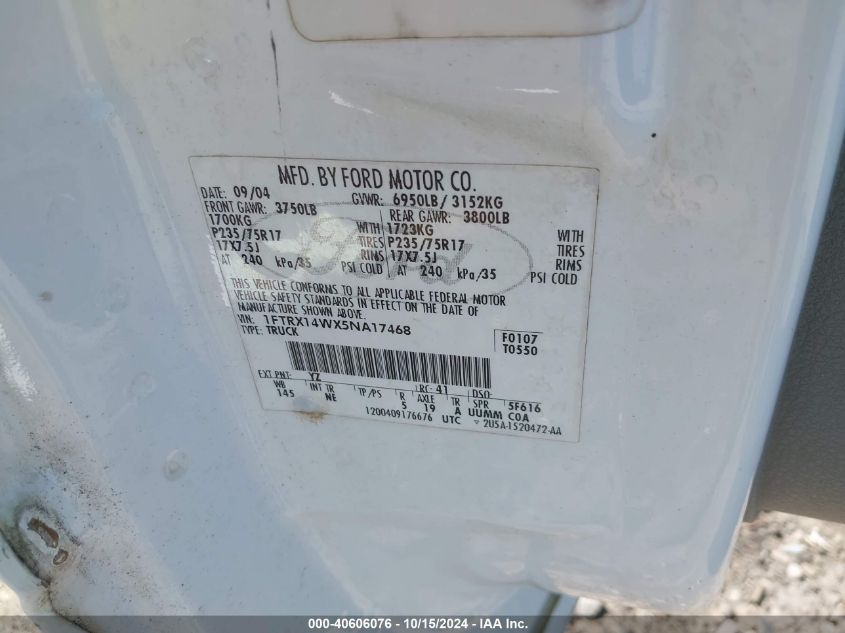 MFD. BY FORD MOTOR CO.
DATE: 09/04 GVWR: 6950LB/ 3152KG
FRONT GAWR: 3750LB REAR GAWR: 3800LB
1700KG WITH 1723KG WITH
P235/75R17 TIRES P235/75R17 TIRES
17X7.5J RIMS 17X7.5J RIMS
AT 240 kPa/35 PSI COLD AT 240 kPa/35 PSI COLD
THIS VEHICLE CONFORMS TO ALL APPLICABLE FEDERAL MOTOR
VEHICLE SAFETY STANDARDS IN EFFECT ON THE DATE OF
MANUFACTURE SHOWN ABOVE.
VIN: 1FTRX14WX5NA17468 F0107
TYPE: TRUCK T0550
EXT PNT: YZ RC: 41 DSO:
WB INT TR TP/PS R AXLE TR SPR 5F616
145 NE 5 19 A UUMM COA
1200409176676 UTC 2U5A-1520472-AA
Ford
000-40606076 - 10/15/2024 - IAA Inc.